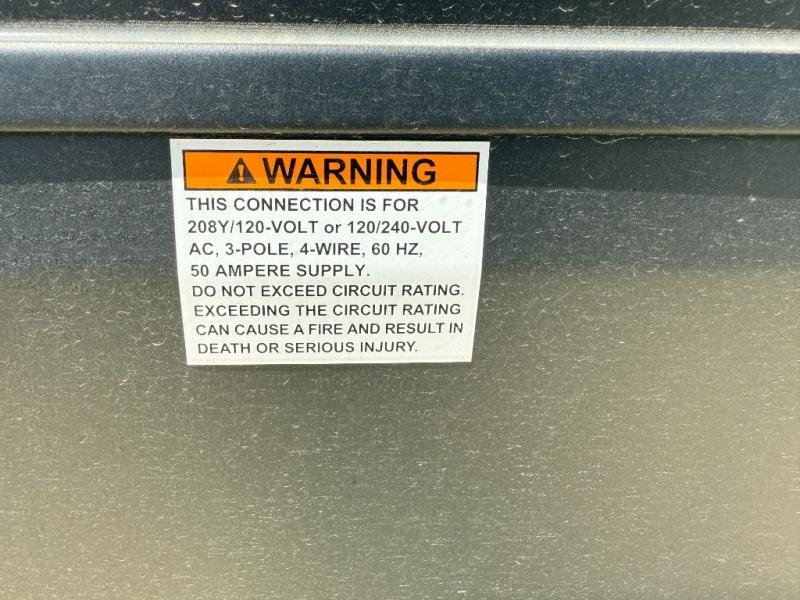 WARNING
THIS CONNECTION IS FOR
208Y/120-VOLT or 120/240-VOLT
AC, 3-POLE, 4-WIRE, 60 HZ,
50 AMPERE SUPPLY.
DO NOT EXCEED CIRCUIT RATING.
EXCEEDING THE CIRCUIT RATING
CAN CAUSE A FIRE AND RESULT IN
DEATH OR SERIOUS INJURY.